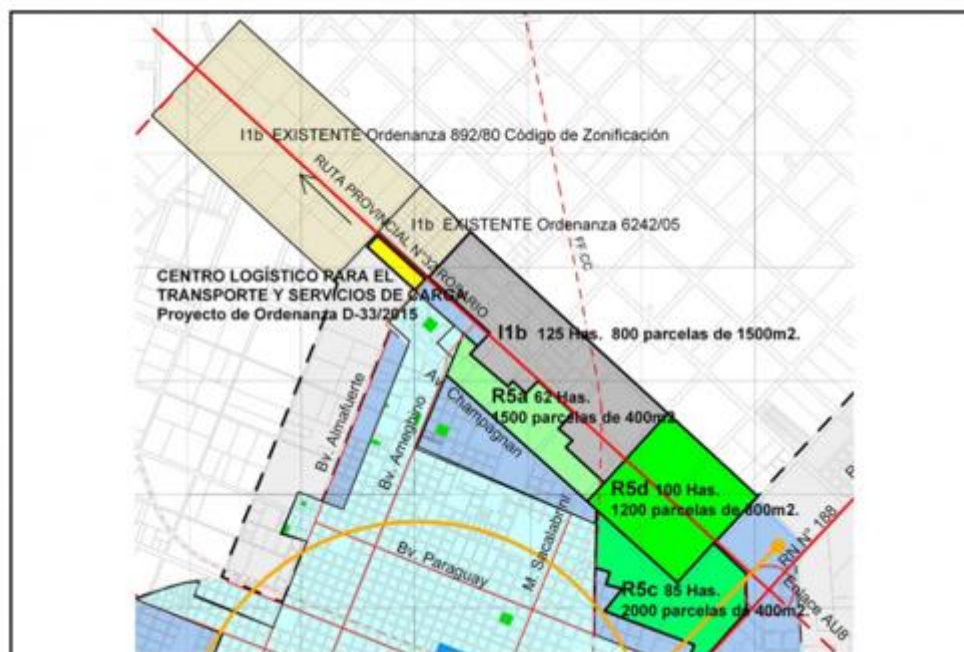 I1b EXISTENTE Ordenanza 892/80 Código de Zonificación
RUTA PROVINCIAL N°32 ROSARIO
I1b EXISTENTE Ordenanza 6242/05
FF.CC
CENTRO LOGÍSTICO PARA EL
TRANSPORTE Y SERVICIOS DE CARGA
Proyecto de Ordenanza D-33/2015
I1b 125 Has. 800 parcelas de 1500m2.
R5a 62 Has.
1500 parcelas de 400m2
Av. Champagnan
Bv. Almafuerte
Bv. Ameghino
R5d 100 Has.
1200 parcelas de 600m2.
M. Sacalabrini
Bv. Paraguay
RN N° 188
R5c 85 Has.
2000 parcelas de 400m2.
Enlace AU8